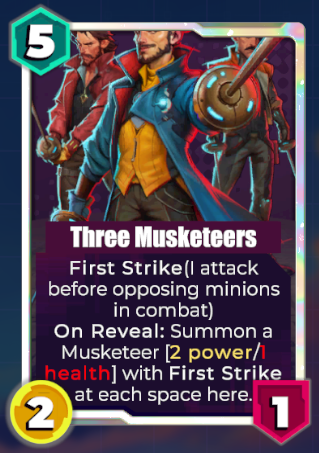 5
Three Musketeers
First Strike(I attack
before opposing minions
in combat)
On Reveal: Summon a
Musketeer [2 power/1
health] with First Strike
at each space here.
2
1